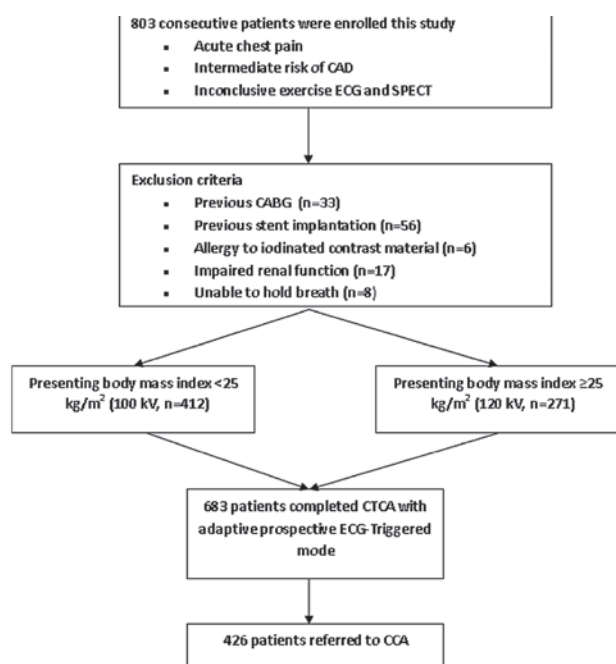 803 consecutive patients were enrolled this study
▪ Acute chest pain
▪ Intermediate risk of CAD
▪ Inconclusive exercise ECG and SPECT
Exclusion criteria
▪ Previous CABG (n=33)
▪ Previous stent implantation (n=56)
▪ Allergy to iodinated contrast material (n=6)
▪ Impaired renal function (n=17)
▪ Unable to hold breath (n=8)
Presenting body mass index <25
kg/m² (100 kV, n=412)
Presenting body mass index ≥25
kg/m² (120 kV, n=271)
683 patients completed CTCA with
adaptive prospective ECG-Triggered
mode
426 patients referred to CCA